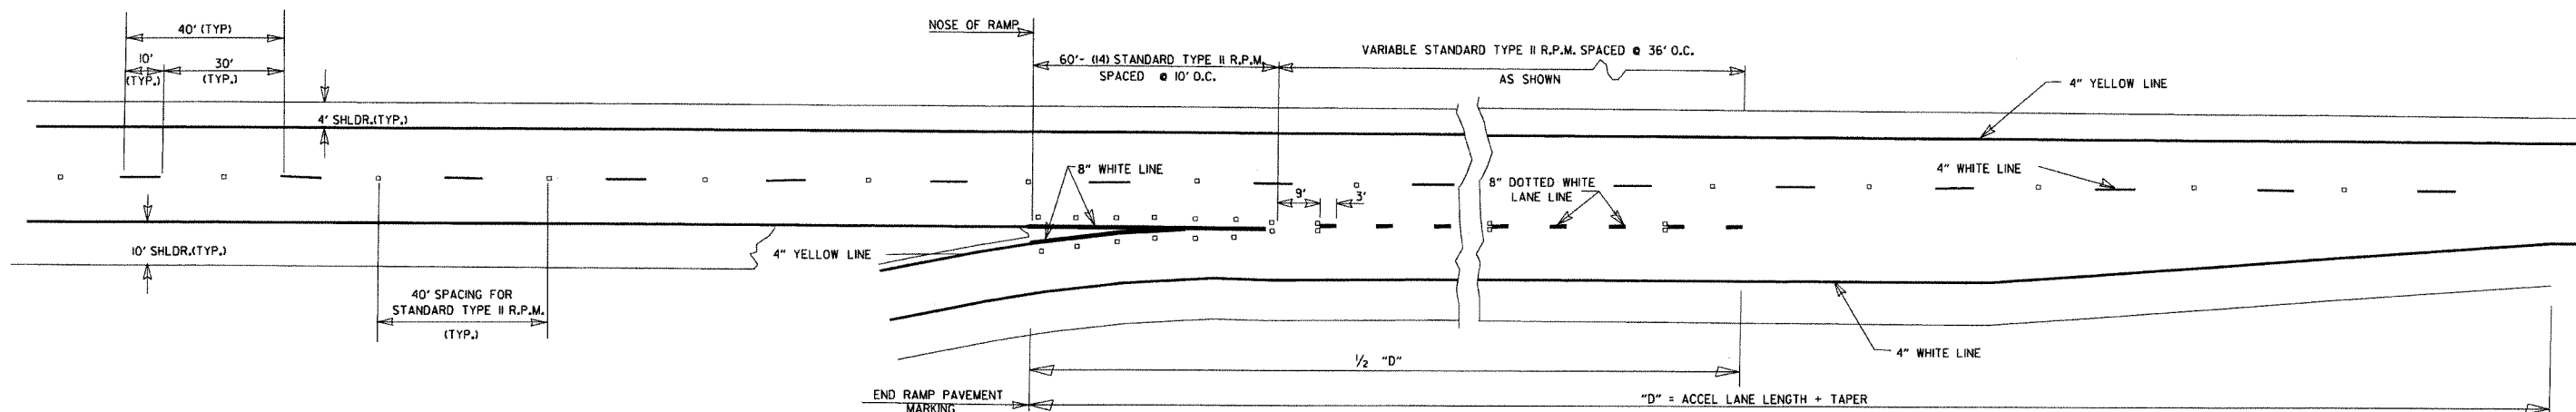 40' (TYP)
10'
(TYP.)
30'
(TYP.)
4' SHLDR.(TYP.)
10' SHLDR.(TYP.)
40' SPACING FOR
STANDARD TYPE II R.P.M.
(TYP.)
NOSE OF RAMP
60'- (14) STANDARD TYPE II R.P.M.
SPACED @ 10' O.C.
VARIABLE STANDARD TYPE II R.P.M. SPACED @ 36' O.C.
AS SHOWN
4" YELLOW LINE
8" WHITE LINE
4" WHITE LINE
8" DOTTED WHITE
LANE LINE
9'
3'
4" YELLOW LINE
4" WHITE LINE
1/2 "D"
END RAMP PAVEMENT
MARKING
"D" = ACCEL LANE LENGTH + TAPER